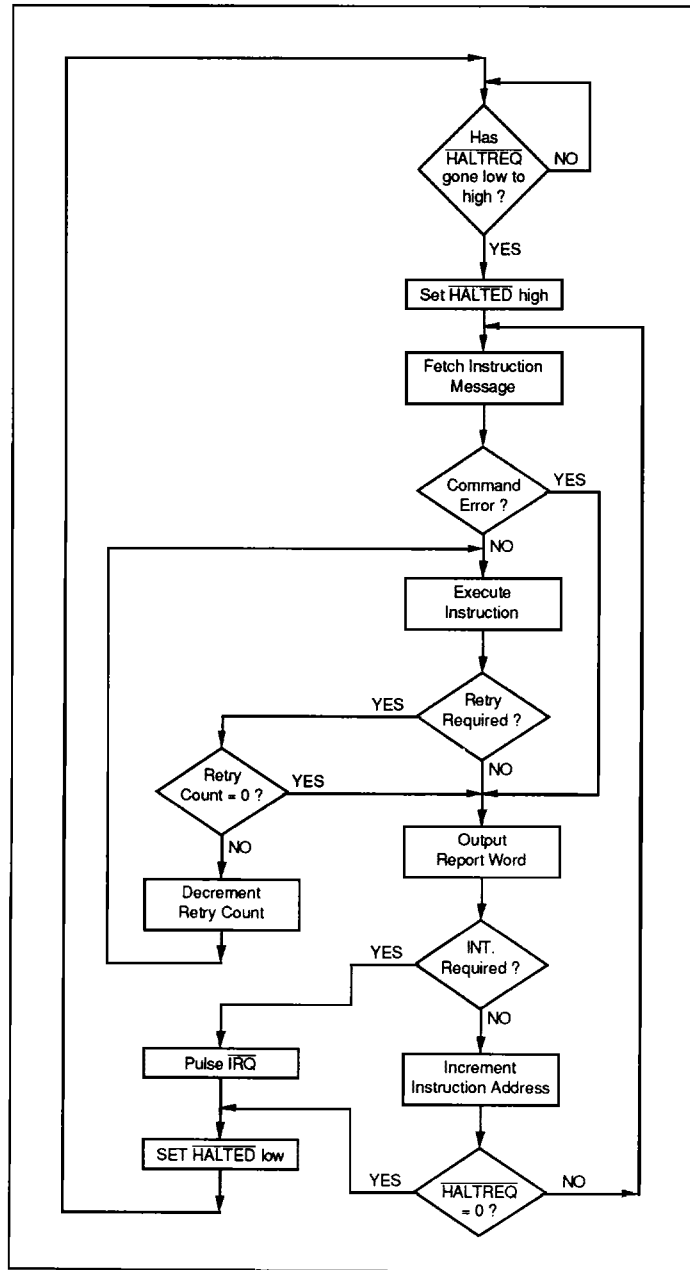 Has
HALTREQ
gone low to
high ?
NO
YES
Set HALTED high
Fetch Instruction
Message
Command
Error ?
YES
NO
Execute
Instruction
Retry
Required ?
YES
NO
Retry
Count = 0 ?
YES
NO
Decrement
Retry Count
Output
Report Word
INT.
Required ?
YES
NO
Pulse IRQ
Increment
Instruction Address
SET HALTED low
HALTREQ
= 0 ?
YES
NO